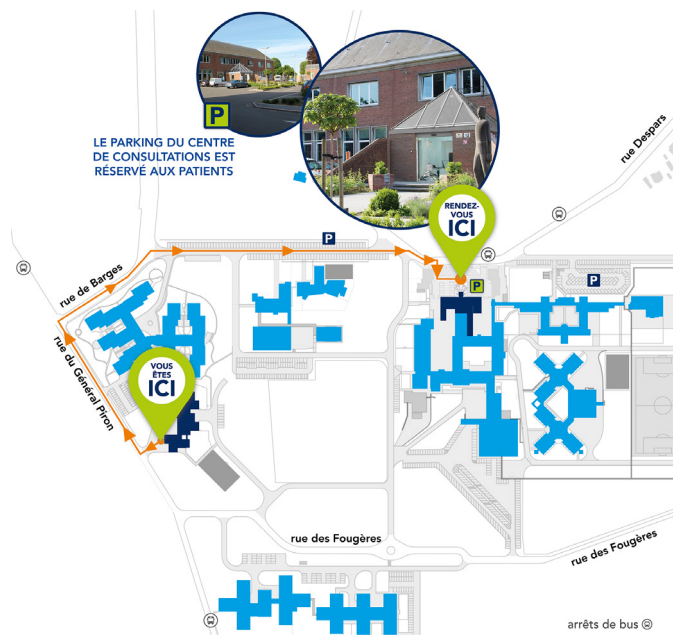 P
LE PARKING DU CENTRE
DE CONSULTATIONS EST
RÉSERVÉ AUX PATIENTS
rue Despars
RENDEZ-
VOUS
ICI
P
P
P
rue de Barges
rue du Général Piron
VOUS
ÊTES
ICI
rue des Fougères
rue des Fougères
arrêts de bus